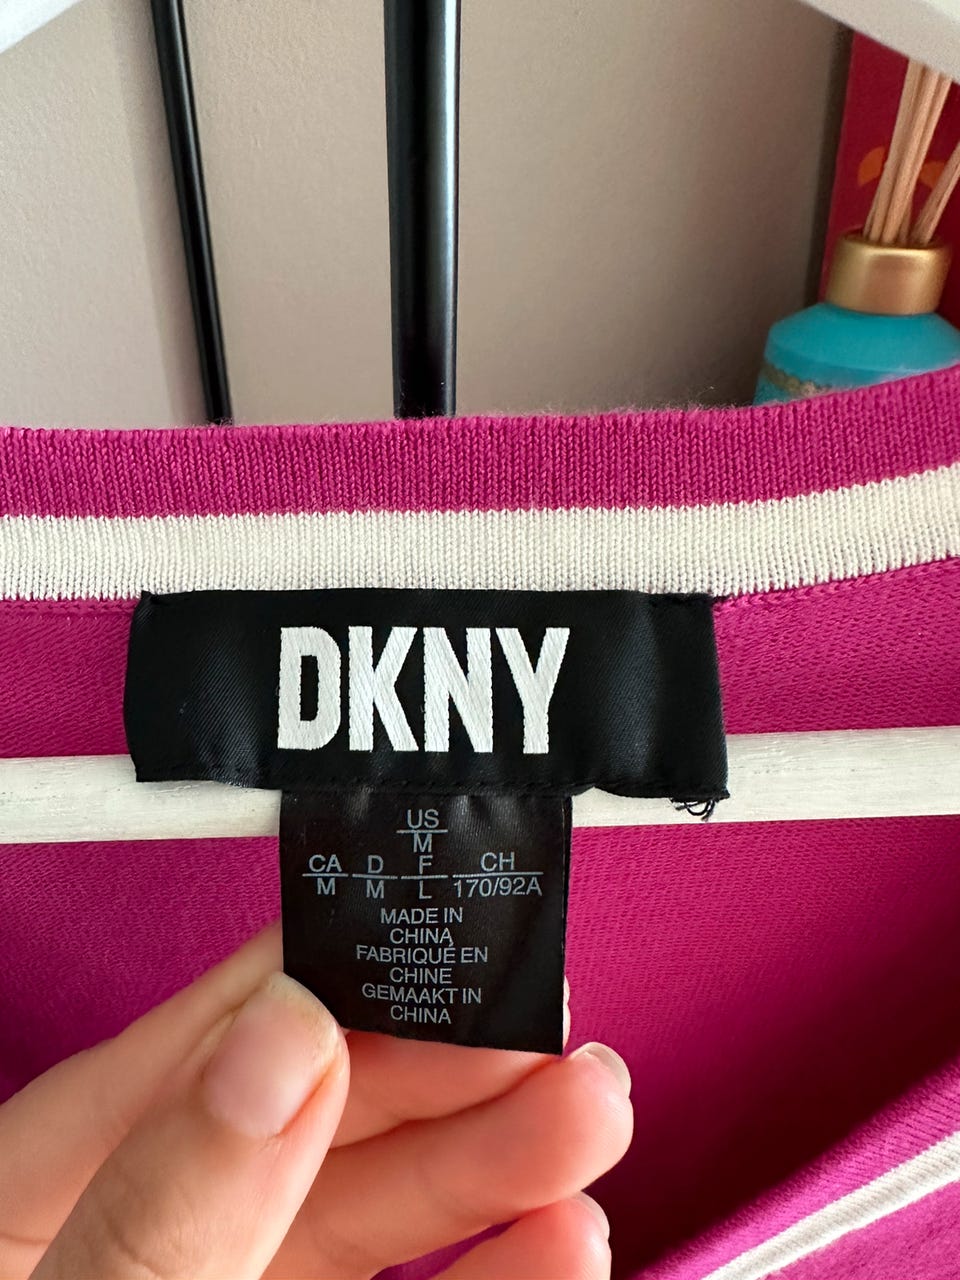 DKNY
US
M
CA D F CH
M M L 170/92A
MADE IN
CHINA
FABRIQUÉ EN
CHINE
GEMAAKT IN
CHINA